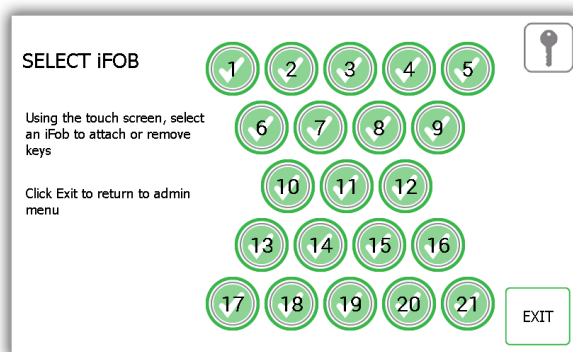 SELECT iFOB
Using the touch screen, select
an iFob to attach or remove
keys
Click Exit to return to admin
menu
1 2 3 4 5
6 7 8 9
10 11 12
13 14 15 16
17 18 19 20 21
EXIT